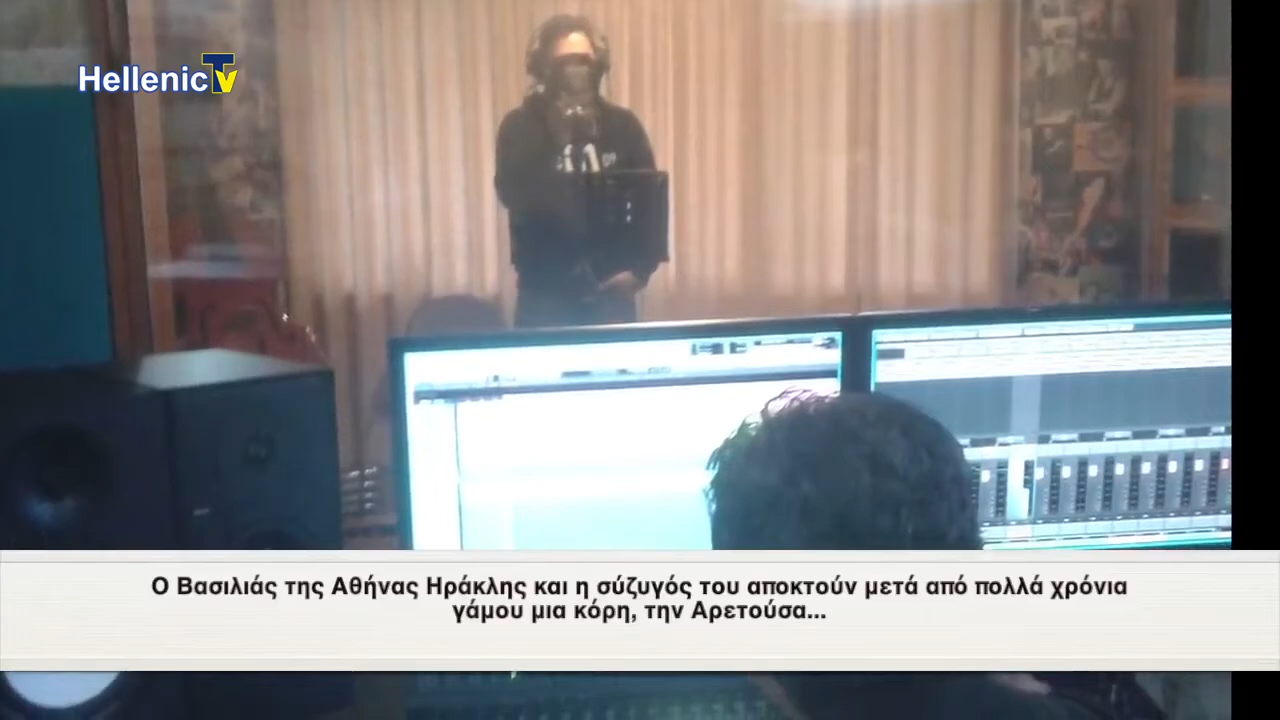 HellenicTv
Ο Βασιλιάς της Αθήνας Ηράκλης και η σύζυγός του αποκτούν μετά από πολλά χρόνια
γάμου μια κόρη, την Αρετούσα...